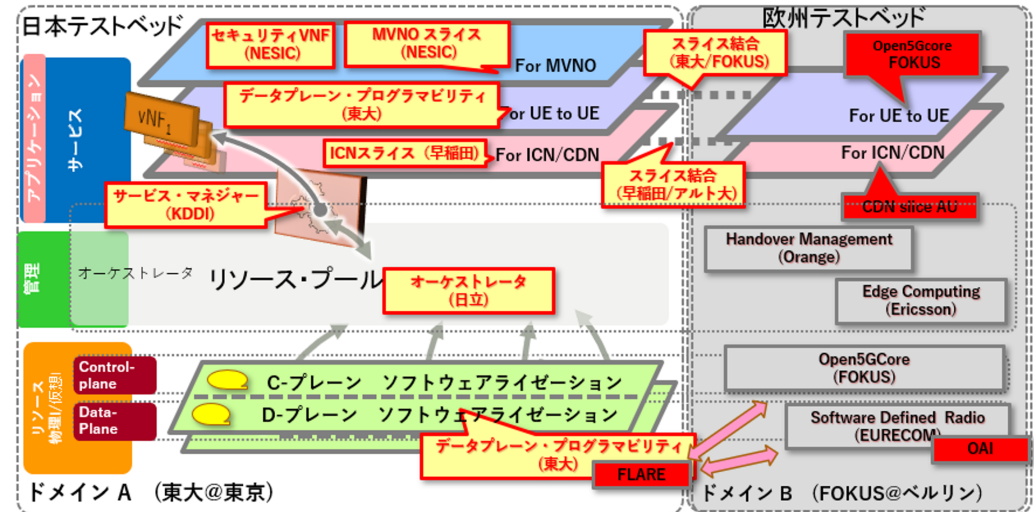 日本テストベッド
欧州テストベッド
アプリケーション
サービス
セキュリティVNF
(NESIC)
MVNO スライス
(NESIC)
For MVNO
スライス結合
(東大/FOKUS)
Open5Gcore
FOKUS
vNF1
データプレーン・プログラマビリティ
(東大)
or UE to UE
For UE to UE
ICNスライス（早稲田）
For ICN/CDN
For ICN/CDN
スライス結合
(早稲田/アルト大)
サービス・マネジャー
(KDDI)
CDN slice AU
管理
オーケストレータ
リソース・プール
オーケストレータ
(日立)
Handover Management
(Orange)
Edge Computing
(Ericsson)
リソース
物理/(仮想)
Control-
plane
Data-
Plane
C-プレーン　ソフトウェアライゼーション
D-プレーン　ソフトウェアライゼーション
Open5GCore
(FOKUS)
Software Defined Radio
(EURECOM)
OAI
データプレーン・プログラマビリティ
(東大)
FLARE
ドメイン A　(東大@東京)
ドメイン B　(FOKUS@ベルリン)